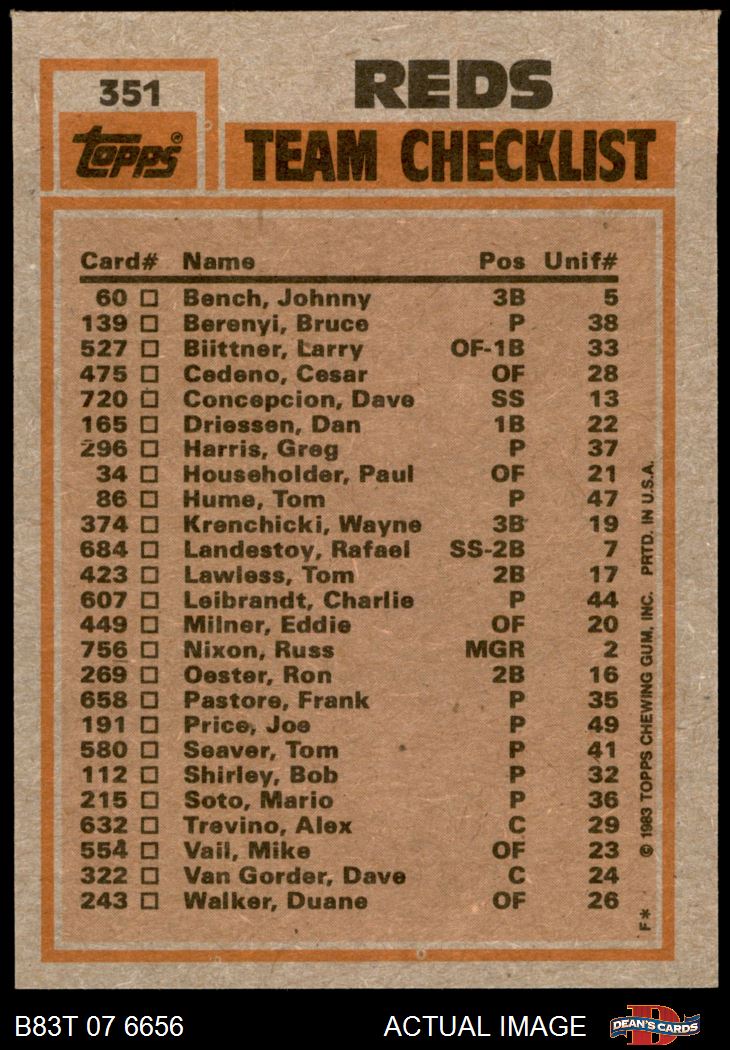 351
REDS
topps®
TEAM CHECKLIST
Card# Name Pos Unif#
60 □ Bench, Johnny 3B 5
139 □ Berenyi, Bruce P 38
527 □ Biittner, Larry OF-1B 33
475 □ Cedeno, Cesar OF 28
720 □ Concepcion, Dave SS 13
165 □ Driessen, Dan 1B 22
296 □ Harris, Greg P 37
34 □ Householder, Paul OF 21
86 □ Hume, Tom P 47
374 □ Krenchicki, Wayne 3B 19
684 □ Landestoy, Rafael SS-2B 7
423 □ Lawless, Tom 2B 17
607 □ Leibrandt, Charlie P 44
449 □ Milner, Eddie OF 20
756 □ Nixon, Russ MGR 2
269 □ Oester, Ron 2B 16
658 □ Pastore, Frank P 35
191 □ Price, Joe P 49
580 □ Seaver, Tom P 41
112 □ Shirley, Bob P 32
215 □ Soto, Mario P 36
632 □ Trevino, Alex C 29
554 □ Vail, Mike OF 23
322 □ Van Gorder, Dave C 24
243 □ Walker, Duane OF 26
F* © 1983 TOPPS CHEWING GUM, INC. PRTD. IN U.S.A.
B83T 07 6656 ACTUAL IMAGE
D
DEAN'S CARDS